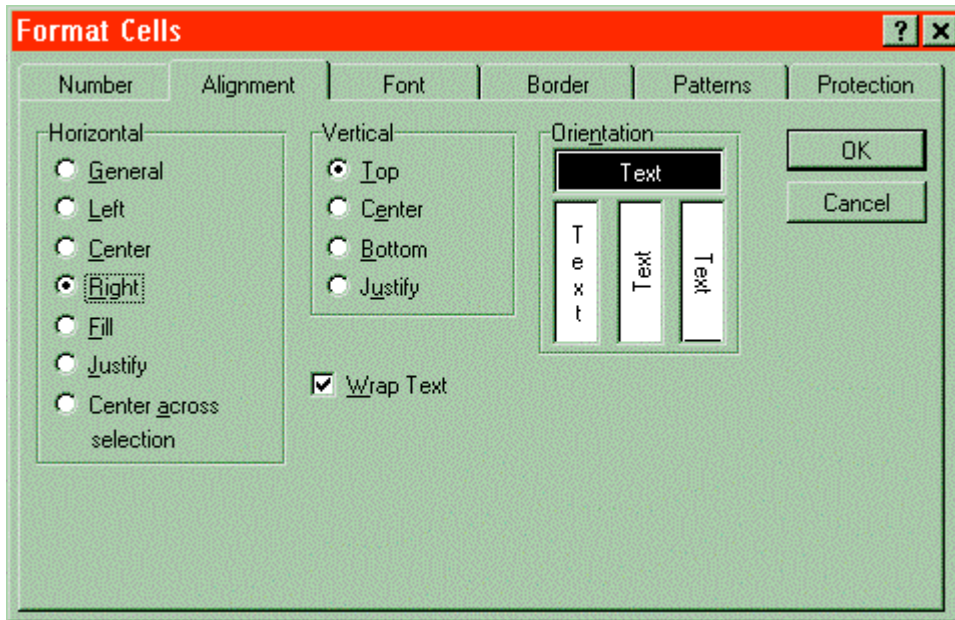 Format Cells
Number Alignment Font Border Patterns Protection
Horizontal
General
Left
Center
Right
Fill
Justify
Center across
selection
Vertical
Top
Center
Bottom
Justify
Wrap Text
Orientation
Text
Text
Text
Text
OK
Cancel